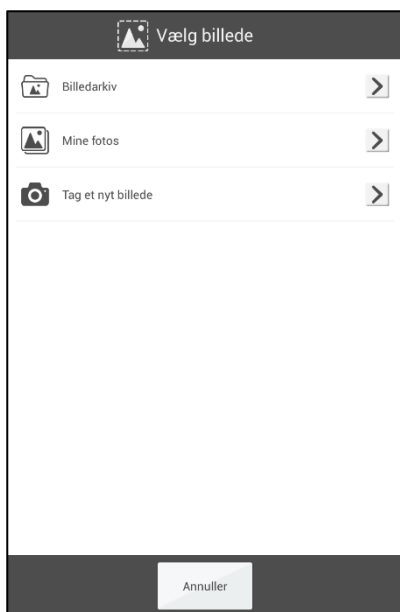 Vælg billede
Billedarkiv
Mine fotos
Tag et nyt billede
Annuller